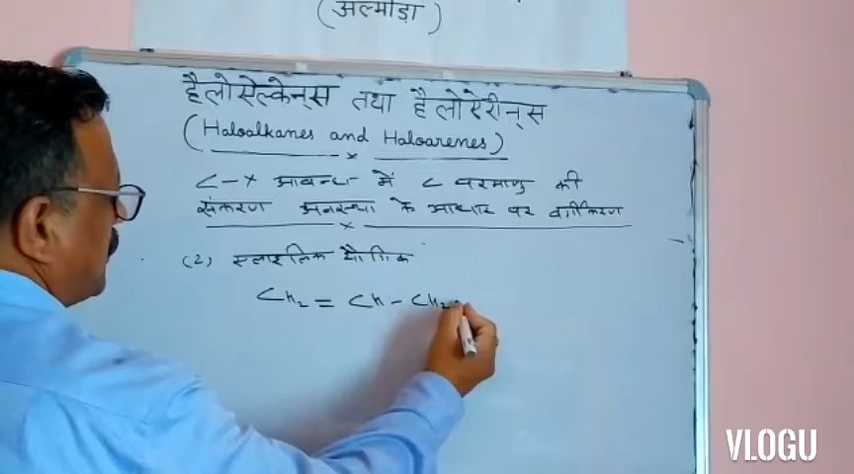 (अल्मोड़ा)
हैलोऐल्केन्स तथा हैलोऐरीन्स
(Haloalkanes and Haloarenes)
C-X आबन्ध में C परमाणु की
संकरण अवस्था के आधार पर वर्गीकरण
(2) एलाइलिक यौगिक
CH₂ = CH - CH₂
VLOGU